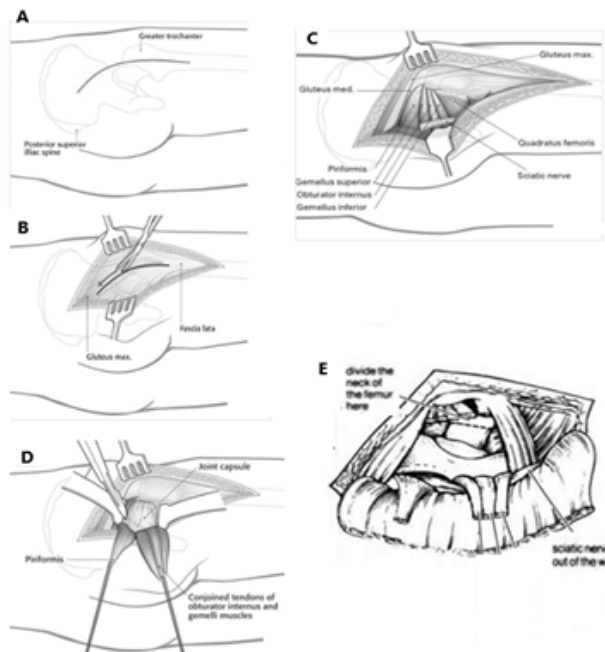 A
Greater trochanter
Posterior superior
illiac spine
B
Fascia lata
Gluteus max.
C
Gluteus max.
Gluteus med.
Quadratus femoris
Piriformis
Sciatic nerve
Gemellus superior
Obturator internus
Gemellus inferior
D
Joint capsule
Piriformis
Conjoined tendons of
obturator internus and
gemelli muscles
E
divide the
neck of
the femur
here
sciatic nerv
out of the w